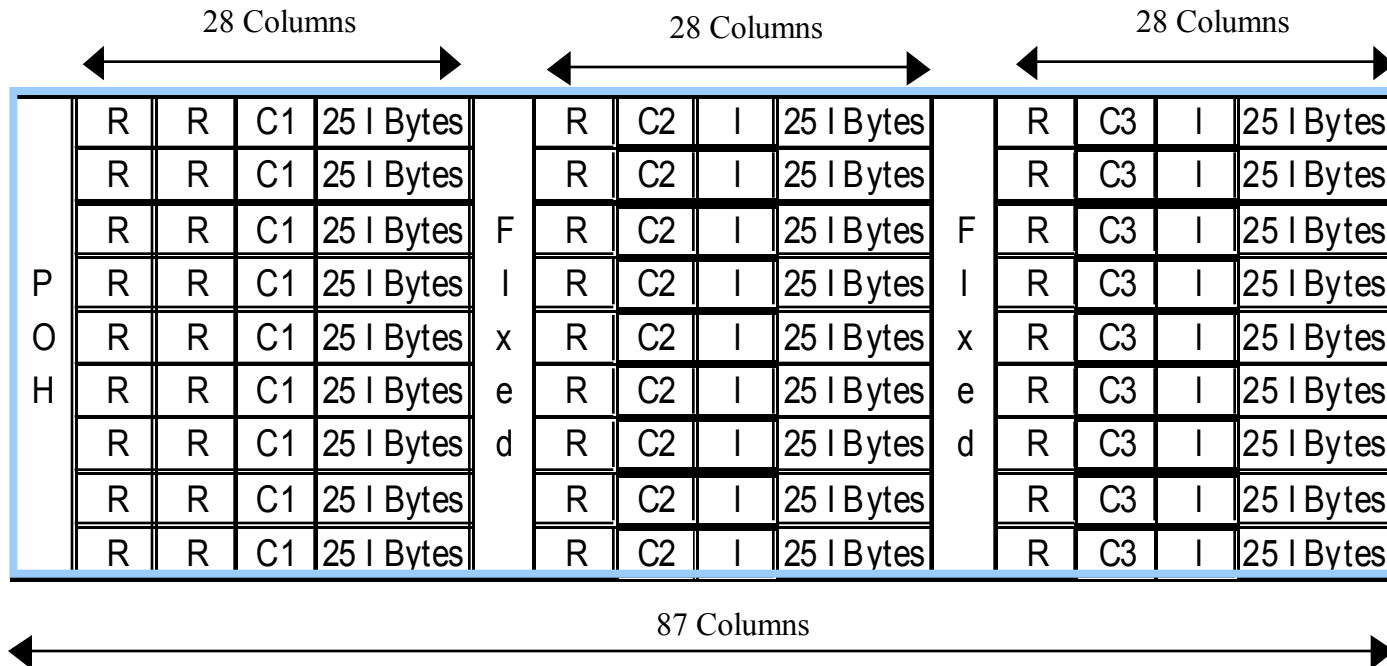 28 Columns 28 Columns 28 Columns
R R C1 25 I Bytes R C2 I 25 I Bytes R C3 I 25 I Bytes
R R C1 25 I Bytes R C2 I 25 I Bytes R C3 I 25 I Bytes
R R C1 25 I Bytes F R C2 I 25 I Bytes F R C3 I 25 I Bytes
P R R C1 25 I Bytes I R C2 I 25 I Bytes I R C3 I 25 I Bytes
O R R C1 25 I Bytes x R C2 I 25 I Bytes x R C3 I 25 I Bytes
H R R C1 25 I Bytes e R C2 I 25 I Bytes e R C3 I 25 I Bytes
R R C1 25 I Bytes d R C2 I 25 I Bytes d R C3 I 25 I Bytes
R R C1 25 I Bytes R C2 I 25 I Bytes R C3 I 25 I Bytes
R R C1 25 I Bytes R C2 I 25 I Bytes R C3 I 25 I Bytes
87 Columns